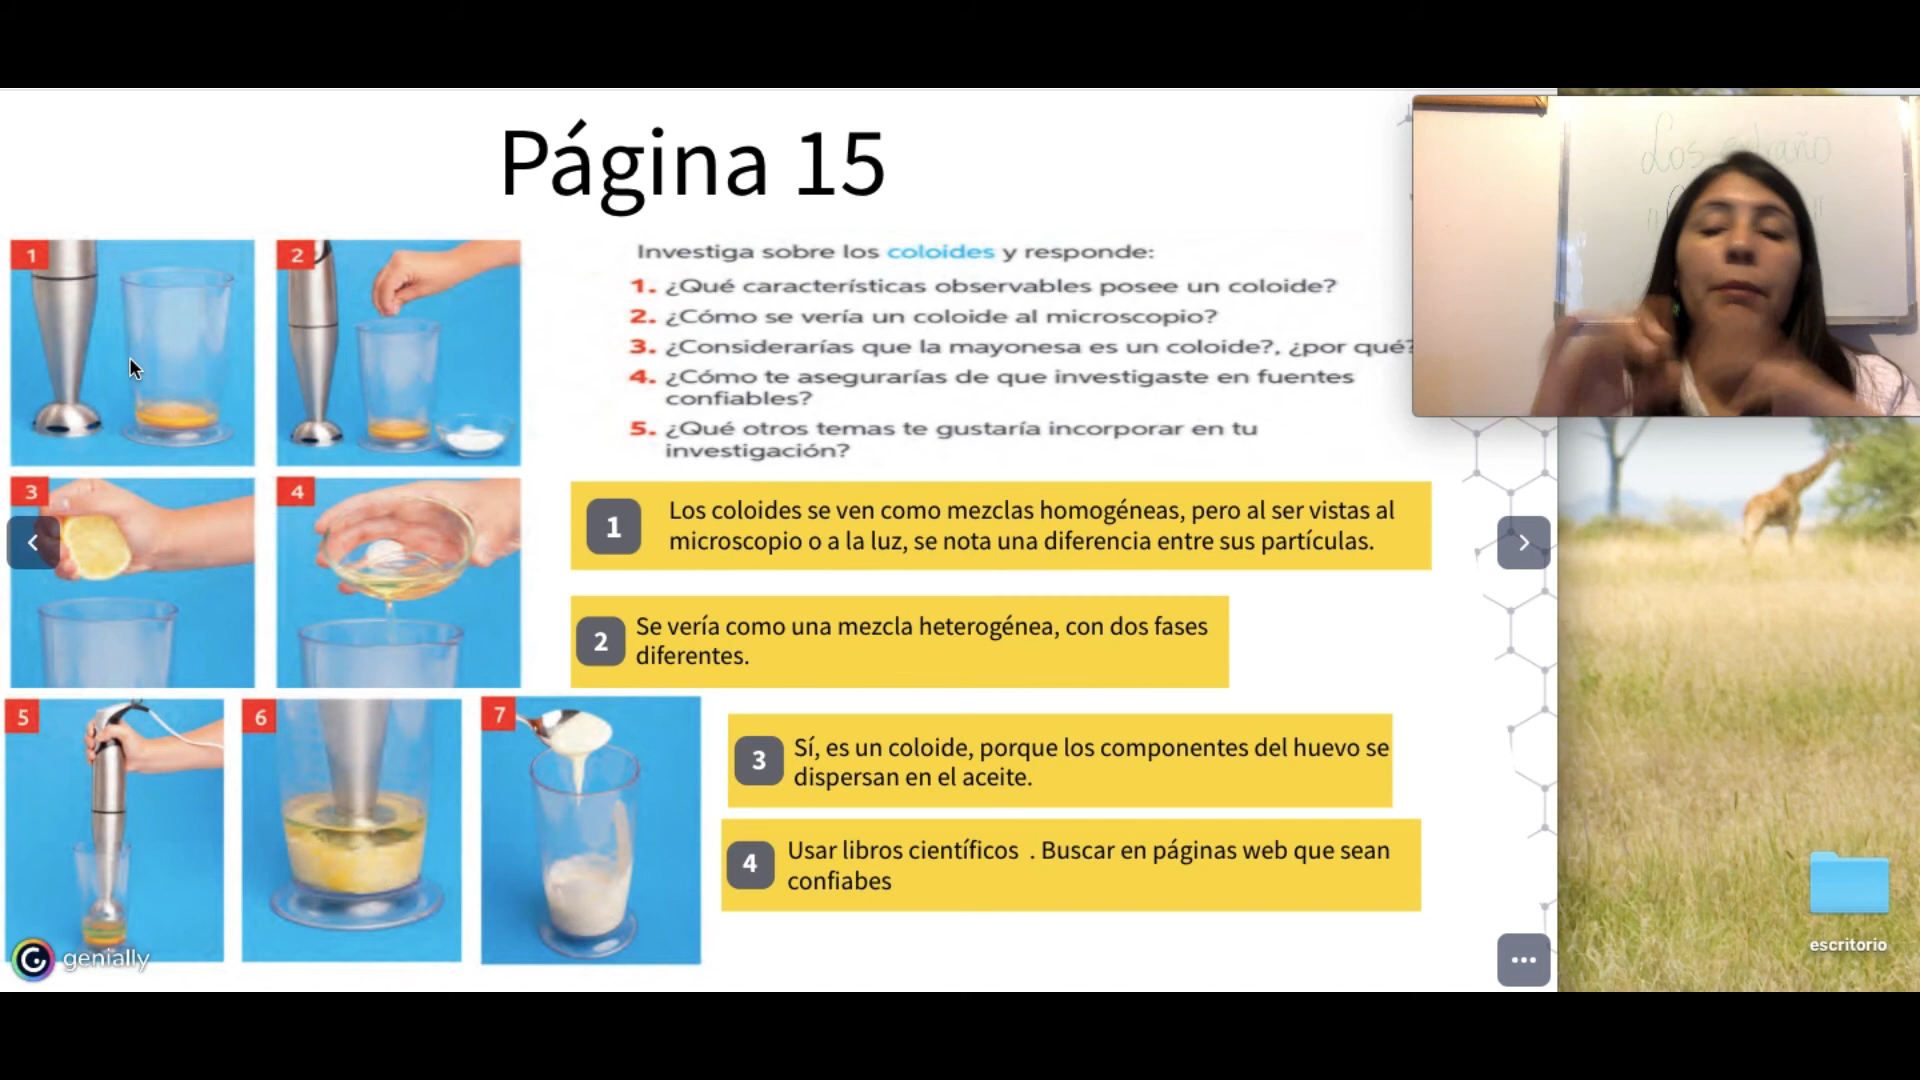 Página 15
1
2
Investiga sobre los coloides y responde:
1. ¿Qué características observables posee un coloide?
2. ¿Cómo se vería un coloide al microscopio?
3. ¿Considerarías que la mayonesa es un coloide?, ¿por qué?
4. ¿Cómo te asegurarías de que investigaste en fuentes
confiables?
5. ¿Qué otros temas te gustaría incorporar en tu
investigación?
3
4
1
Los coloides se ven como mezclas homogéneas, pero al ser vistas al
microscopio o a la luz, se nota una diferencia entre sus partículas.
2
Se vería como una mezcla heterogénea, con dos fases
diferentes.
5
6
7
3
Sí, es un coloide, porque los componentes del huevo se
dispersan en el aceite.
4
Usar libros científicos . Buscar en páginas web que sean
confiabes
genially
Los
escritorio